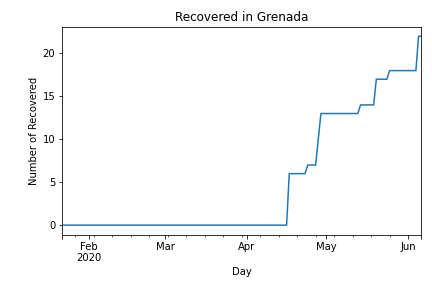 Recovered in Grenada
Number of Recovered
20
15
10
5
0
Feb
2020
Mar
Apr
May
Jun
Day